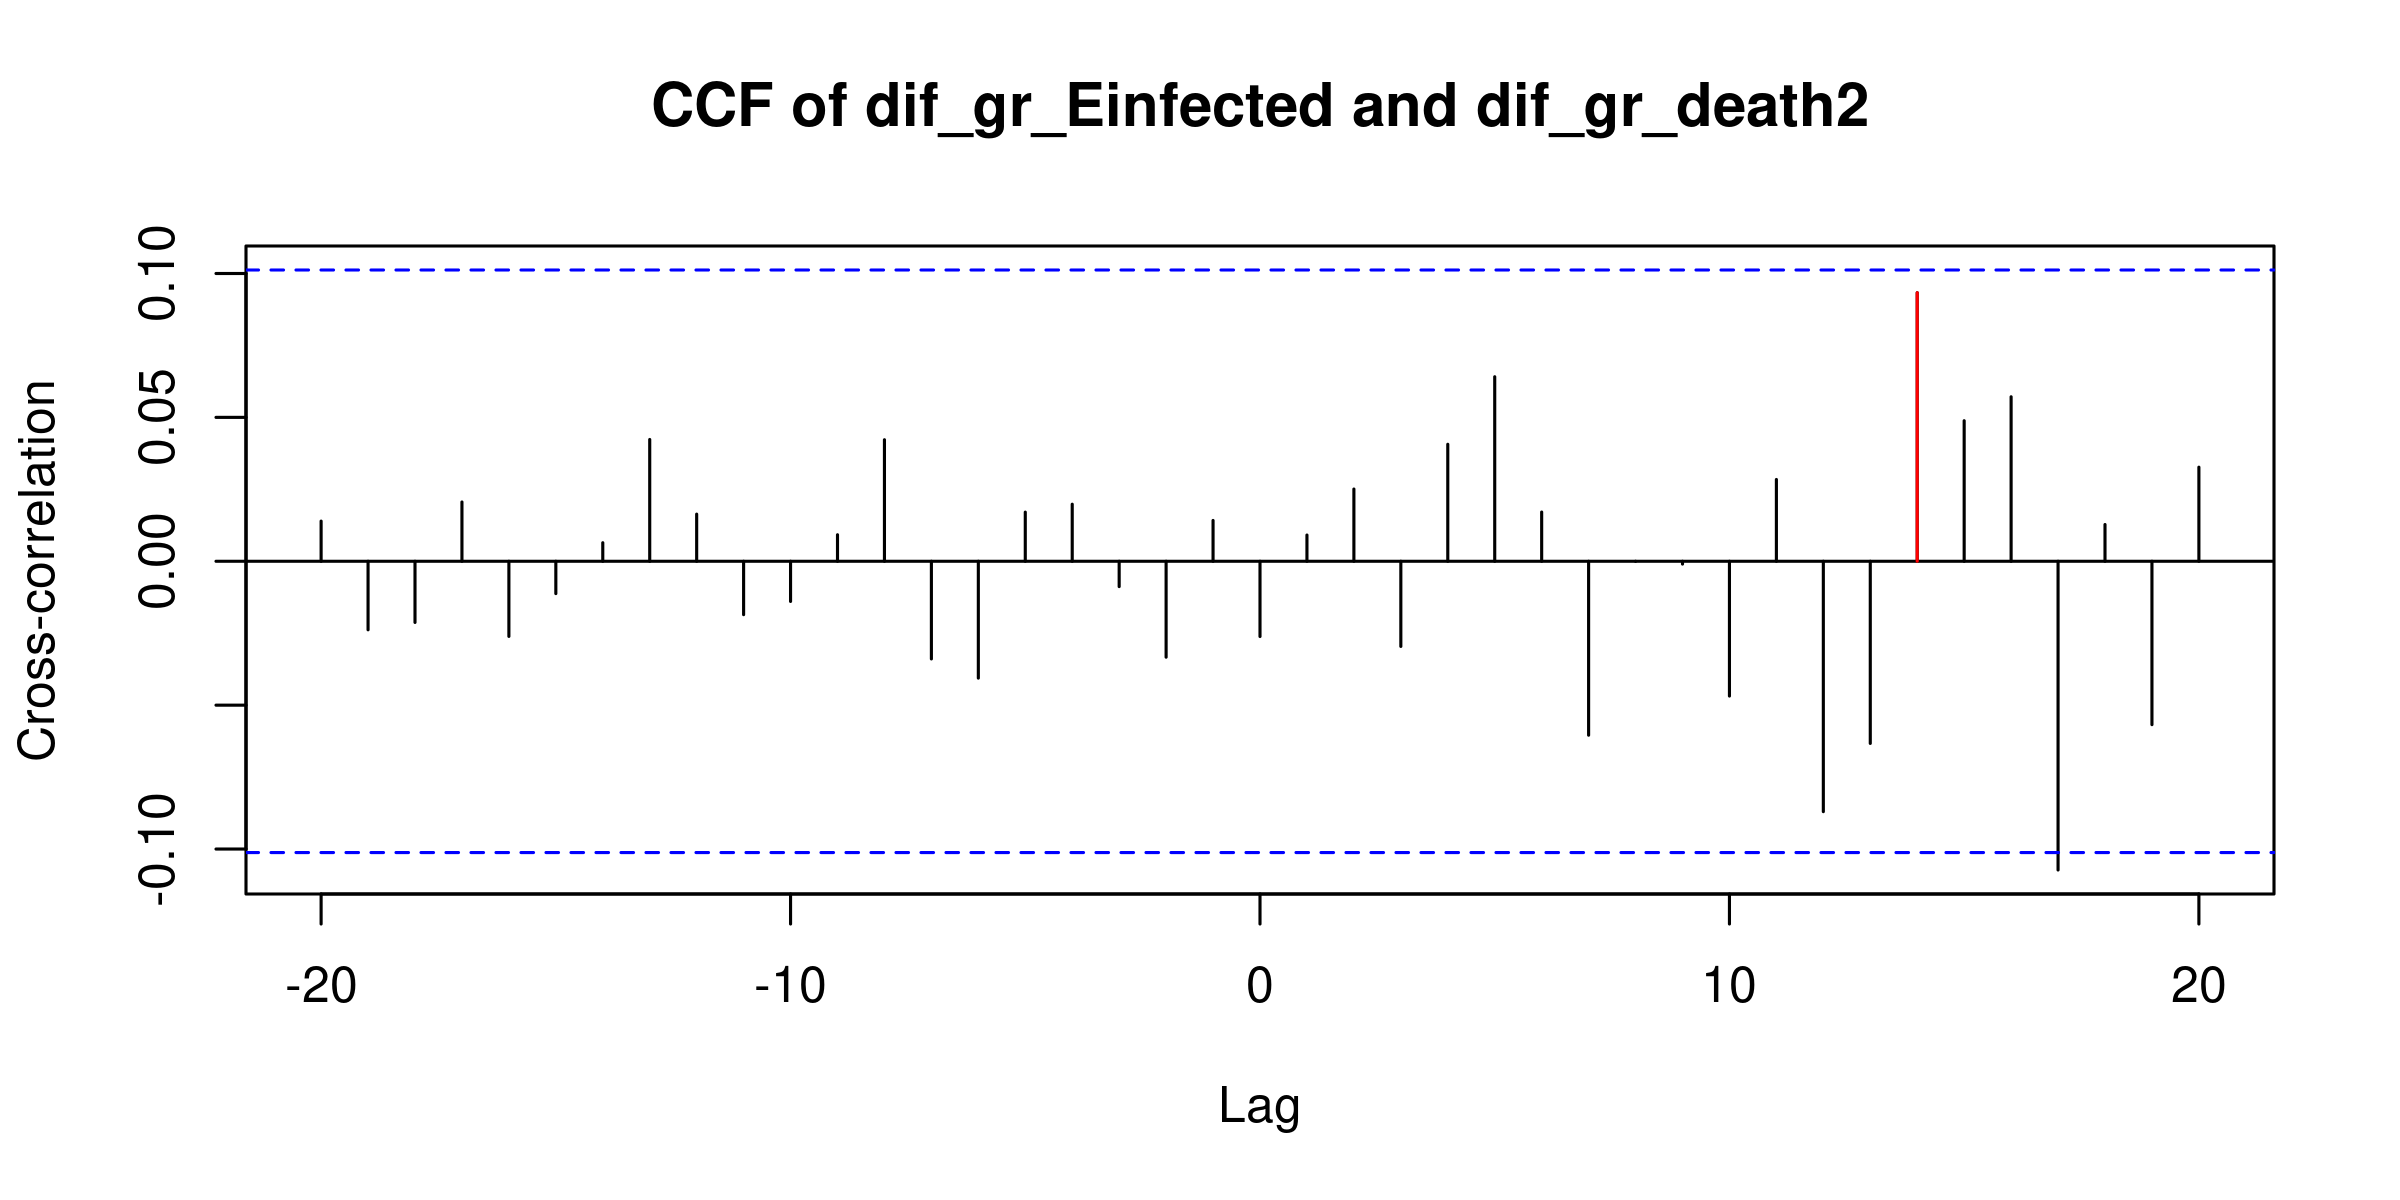 CCF of dif_gr_Einfected and dif_gr_death2
Cross-correlation
0.10
0.05
0.00
-0.10
-20 -10 0 10 20
Lag